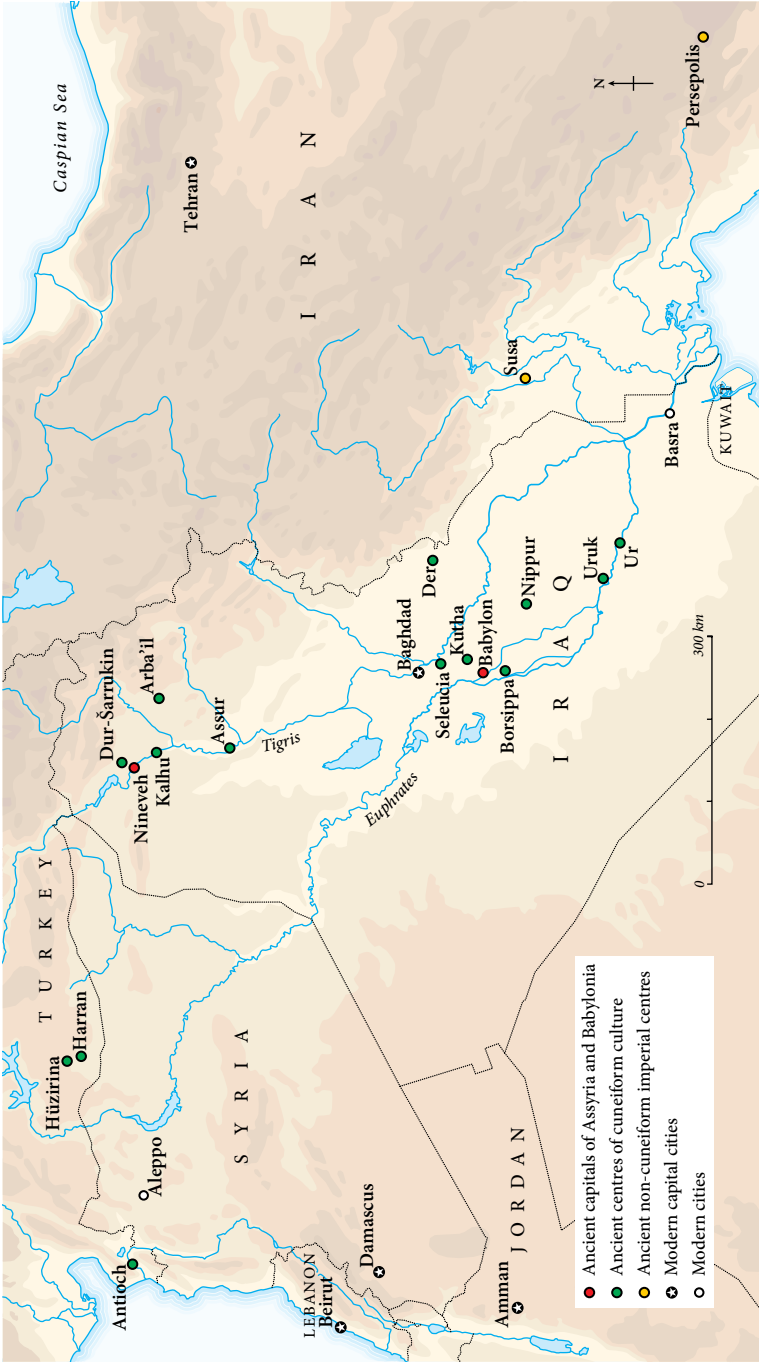 Caspian Sea
Tehran
I R A N
N
Persepolis
Susa
Basra
KUWAIT
T U R K E Y
Hüzirina
Harran
Dur-Šarrukin
Nineveh
Kalhu
Arba’il
Assur
Tigris
Euphrates
Baghdad
Der
Seleucia
Kutha
Babylon
Borsippa
Nippur
Uruk
Ur
I R A Q
S Y R I A
Aleppo
Antioch
LEBANON
Beirut
Damascus
Amman
J O R D A N
0 300 km
Ancient capitals of Assyria and Babylonia
Ancient centres of cuneiform culture
Ancient non-cuneiform imperial centres
Modern capital cities
Modern cities